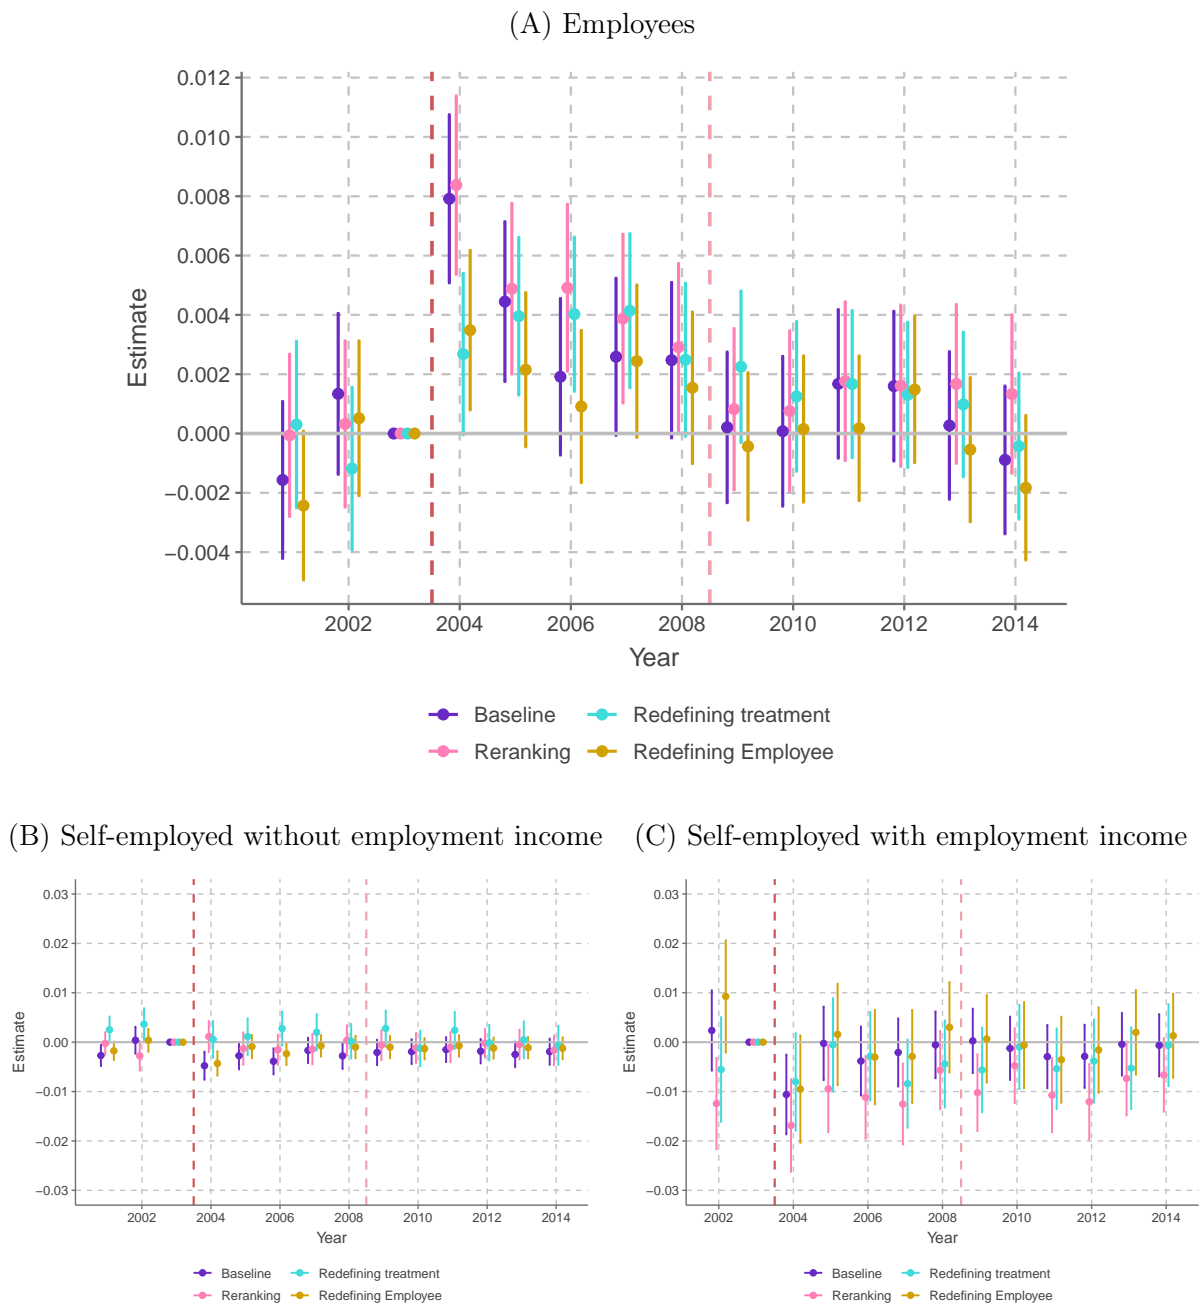 (A) Employees
0.012
0.010
0.008
0.006
0.004
0.002
0.000
−0.002
−0.004
Estimate
2002 2004 2006 2008 2010 2012 2014
Year
Baseline Redefining treatment
Reranking Redefining Employee
(B) Self-employed without employment income
0.03
0.02
0.01
0.00
−0.01
−0.02
−0.03
Estimate
2002 2004 2006 2008 2010 2012 2014
Year
Baseline Redefining treatment
Reranking Redefining Employee
(C) Self-employed with employment income
0.03
0.02
0.01
0.00
−0.01
−0.02
−0.03
Estimate
2002 2004 2006 2008 2010 2012 2014
Year
Baseline Redefining treatment
Reranking Redefining Employee